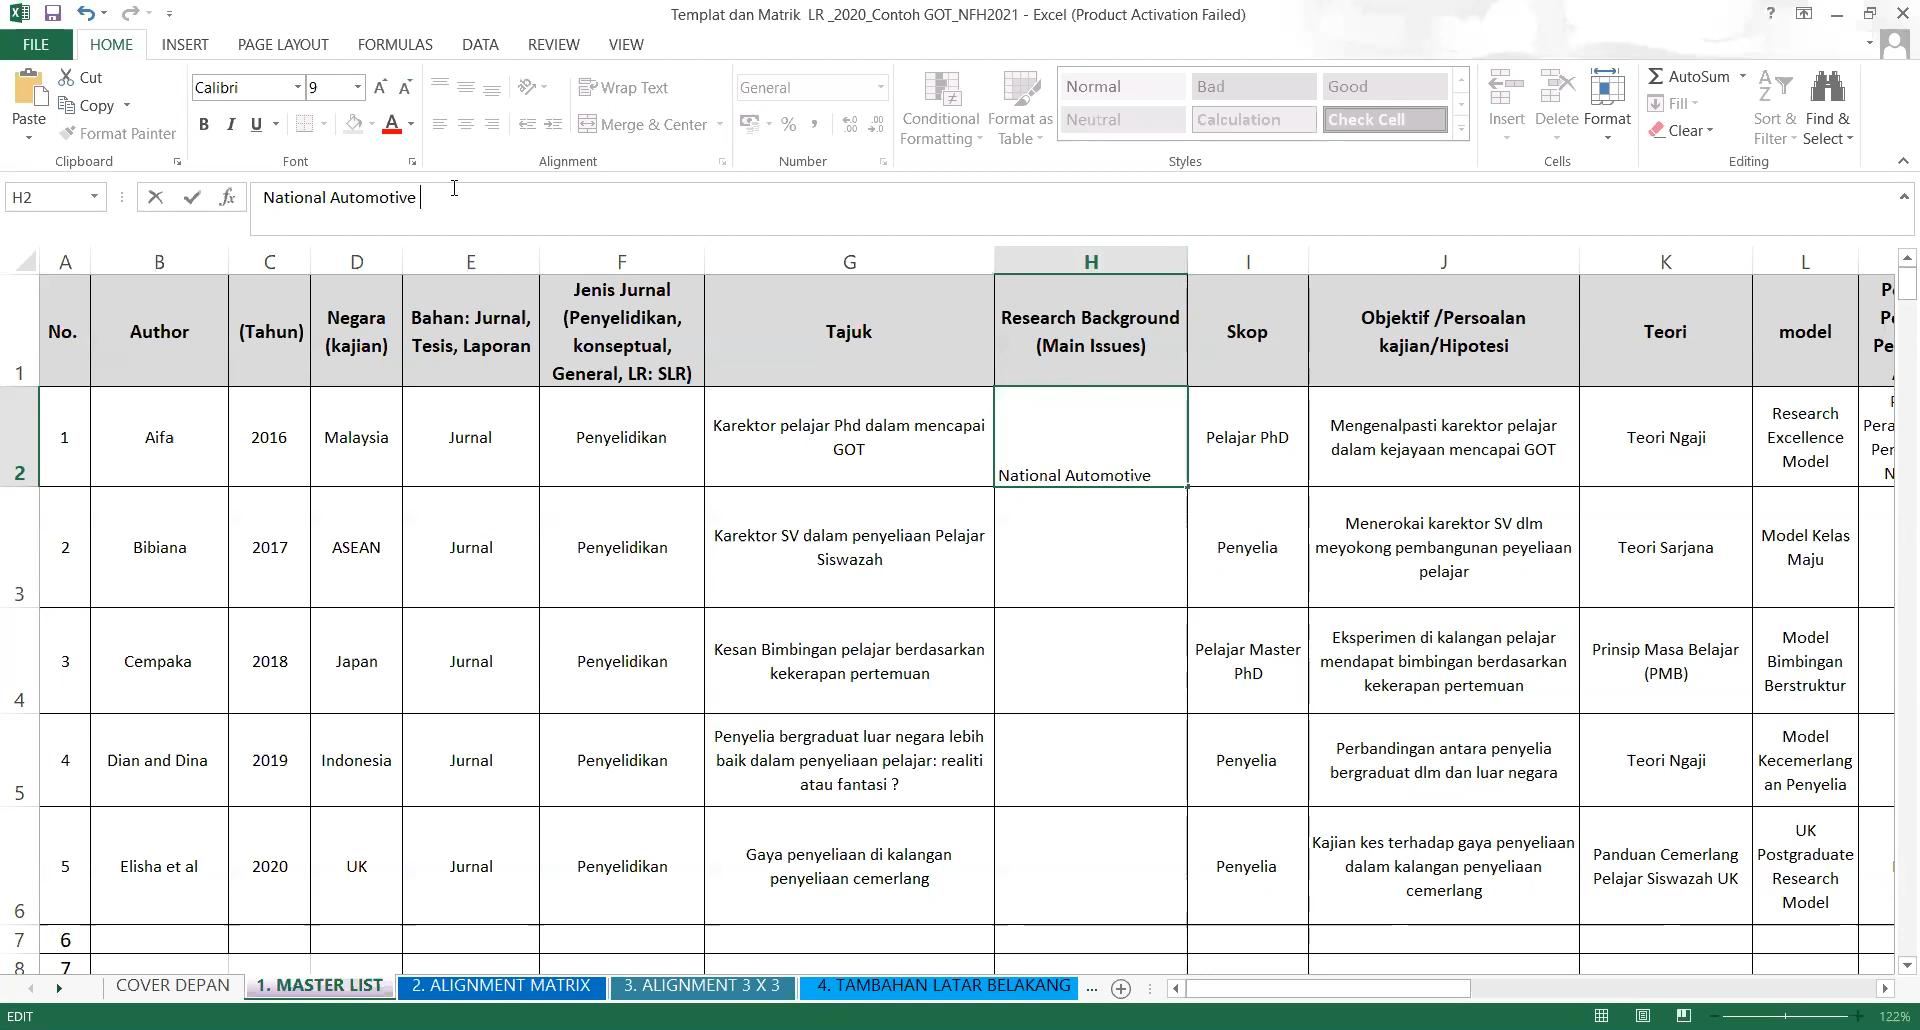 Templat dan Matrik LR _2020_Contoh GOT_NFH2021 - Excel (Product Activation Failed)
FILE HOME INSERT PAGE LAYOUT FORMULAS DATA REVIEW VIEW
Paste
Cut
Copy
Format Painter
Clipboard
Calibri 9
B I U
Font
Wrap Text
Merge & Center
Alignment
General
%
Number
Conditional Formatting
Format as Table
Normal Bad Good
Neutral Calculation Check Cell
Styles
Insert Delete Format
Cells
AutoSum
Fill
Clear
Sort & Filter
Find & Select
Editing
H2 National Automotive
A B C D E F G H I J K L
1
No.
Author
(Tahun)
Negara
(kajian)
Bahan: Jurnal,
Tesis, Laporan
Jenis Jurnal
(Penyelidikan,
konseptual,
General, LR: SLR)
Tajuk
Research Background
(Main Issues)
Skop
Objektif /Persoalan
kajian/Hipotesi
Teori
model
2
1
Aifa
2016
Malaysia
Jurnal
Penyelidikan
Karektor pelajar Phd dalam mencapai
GOT
National Automotive
Pelajar PhD
Mengenalpasti karektor pelajar
dalam kejayaan mencapai GOT
Teori Ngaji
Research
Excellence
Model
3
2
Bibiana
2017
ASEAN
Jurnal
Penyelidikan
Karektor SV dalam penyeliaan Pelajar
Siswazah
Penyelia
Menerokai karektor SV dlm
meyokong pembangunan peyeliaan
pelajar
Teori Sarjana
Model Kelas
Maju
4
3
Cempaka
2018
Japan
Jurnal
Penyelidikan
Kesan Bimbingan pelajar berdasarkan
kekerapan pertemuan
Pelajar Master
PhD
Eksperimen di kalangan pelajar
mendapat bimbingan berdasarkan
kekerapan pertemuan
Prinsip Masa Belajar
(PMB)
Model
Bimbingan
Berstruktur
5
4
Dian and Dina
2019
Indonesia
Jurnal
Penyelidikan
Penyelia bergraduat luar negara lebih
baik dalam penyeliaan pelajar: realiti
atau fantasi ?
Penyelia
Perbandingan antara penyelia
bergraduat dlm dan luar negara
Teori Ngaji
Model
Kecemerlang
an Penyelia
6
5
Elisha et al
2020
UK
Jurnal
Penyelidikan
Gaya penyeliaan di kalangan
penyeliaan cemerlang
Penyelia
Kajian kes terhadap gaya penyeliaan
dalam kalangan penyeliaan
cemerlang
Panduan Cemerlang
Pelajar Siswazah UK
UK
Postgraduate
Research
Model
7 6
8 7
COVER DEPAN 1. MASTER LIST 2. ALIGNMENT MATRIX 3. ALIGNMENT 3 X 3 4. TAMBAHAN LATAR BELAKANG ...
EDIT 122%